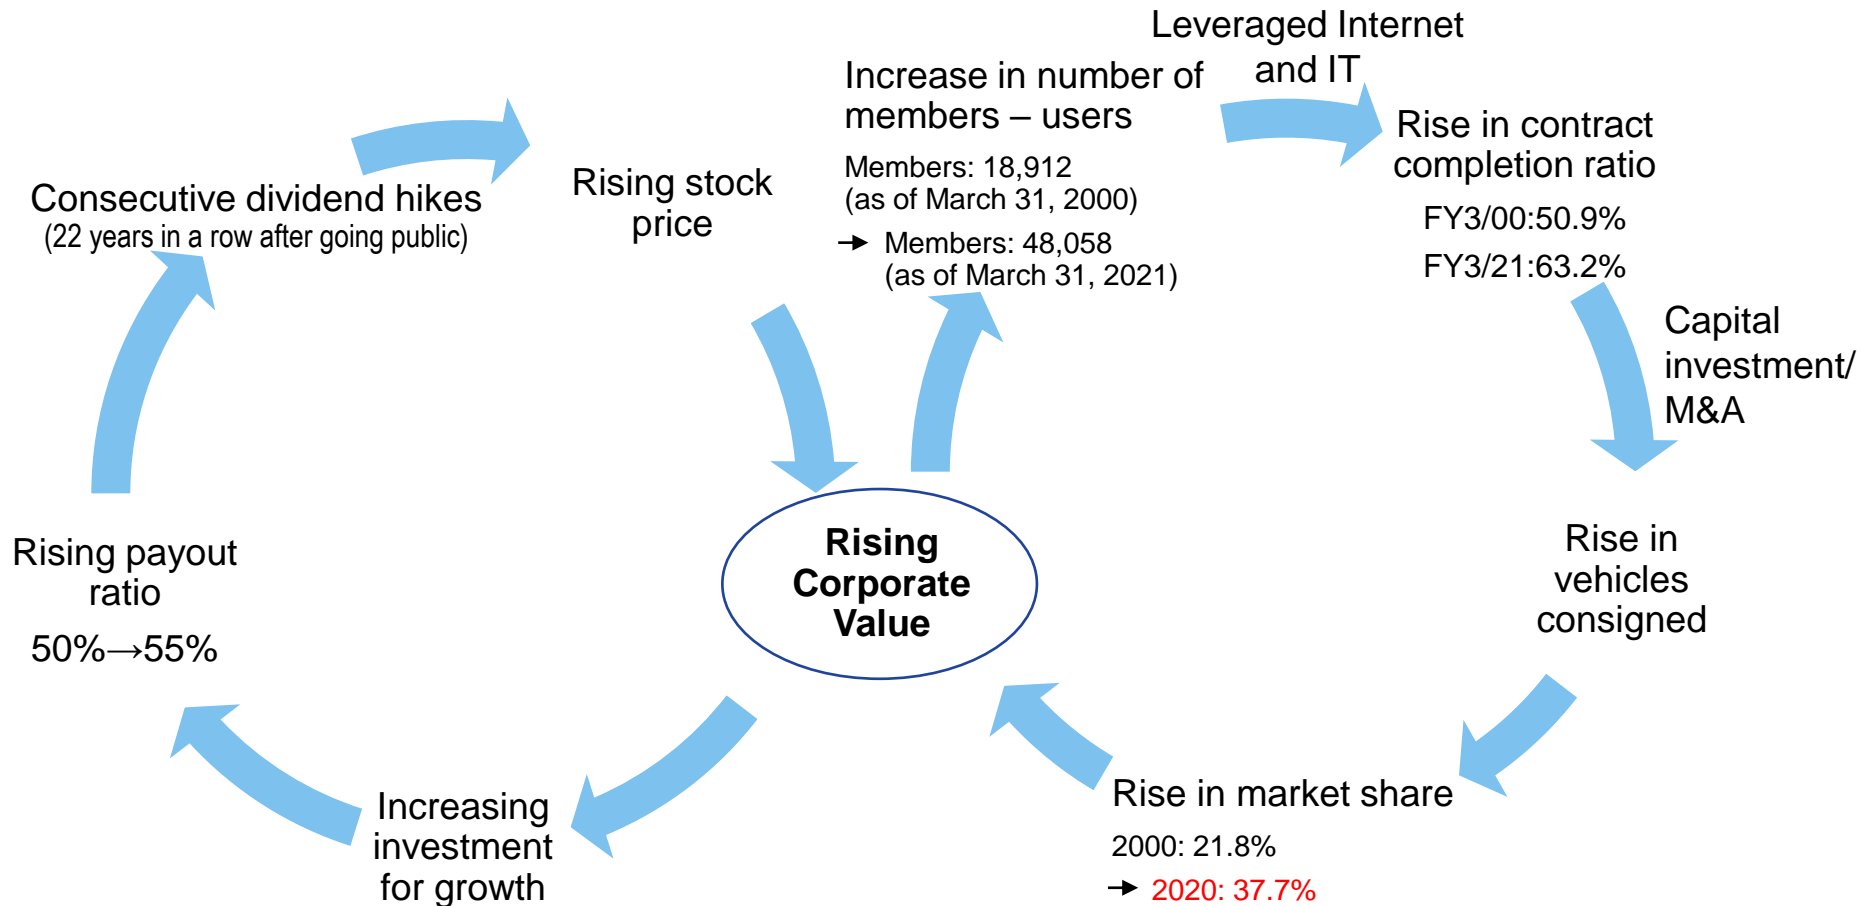 Leveraged Internet
and IT
Increase in number of
members – users
Members: 18,912
(as of March 31, 2000)
→ Members: 48,058
(as of March 31, 2021)
Rise in contract
completion ratio
FY3/00:50.9%
FY3/21:63.2%
Capital
investment/
M&A
Rise in
vehicles
consigned
Rise in market share
2000: 21.8%
→ 2020: 37.7%
Rising
Corporate
Value
Increasing
investment
for growth
Rising payout
ratio
50%→55%
Consecutive dividend hikes
(22 years in a row after going public)
Rising stock
price